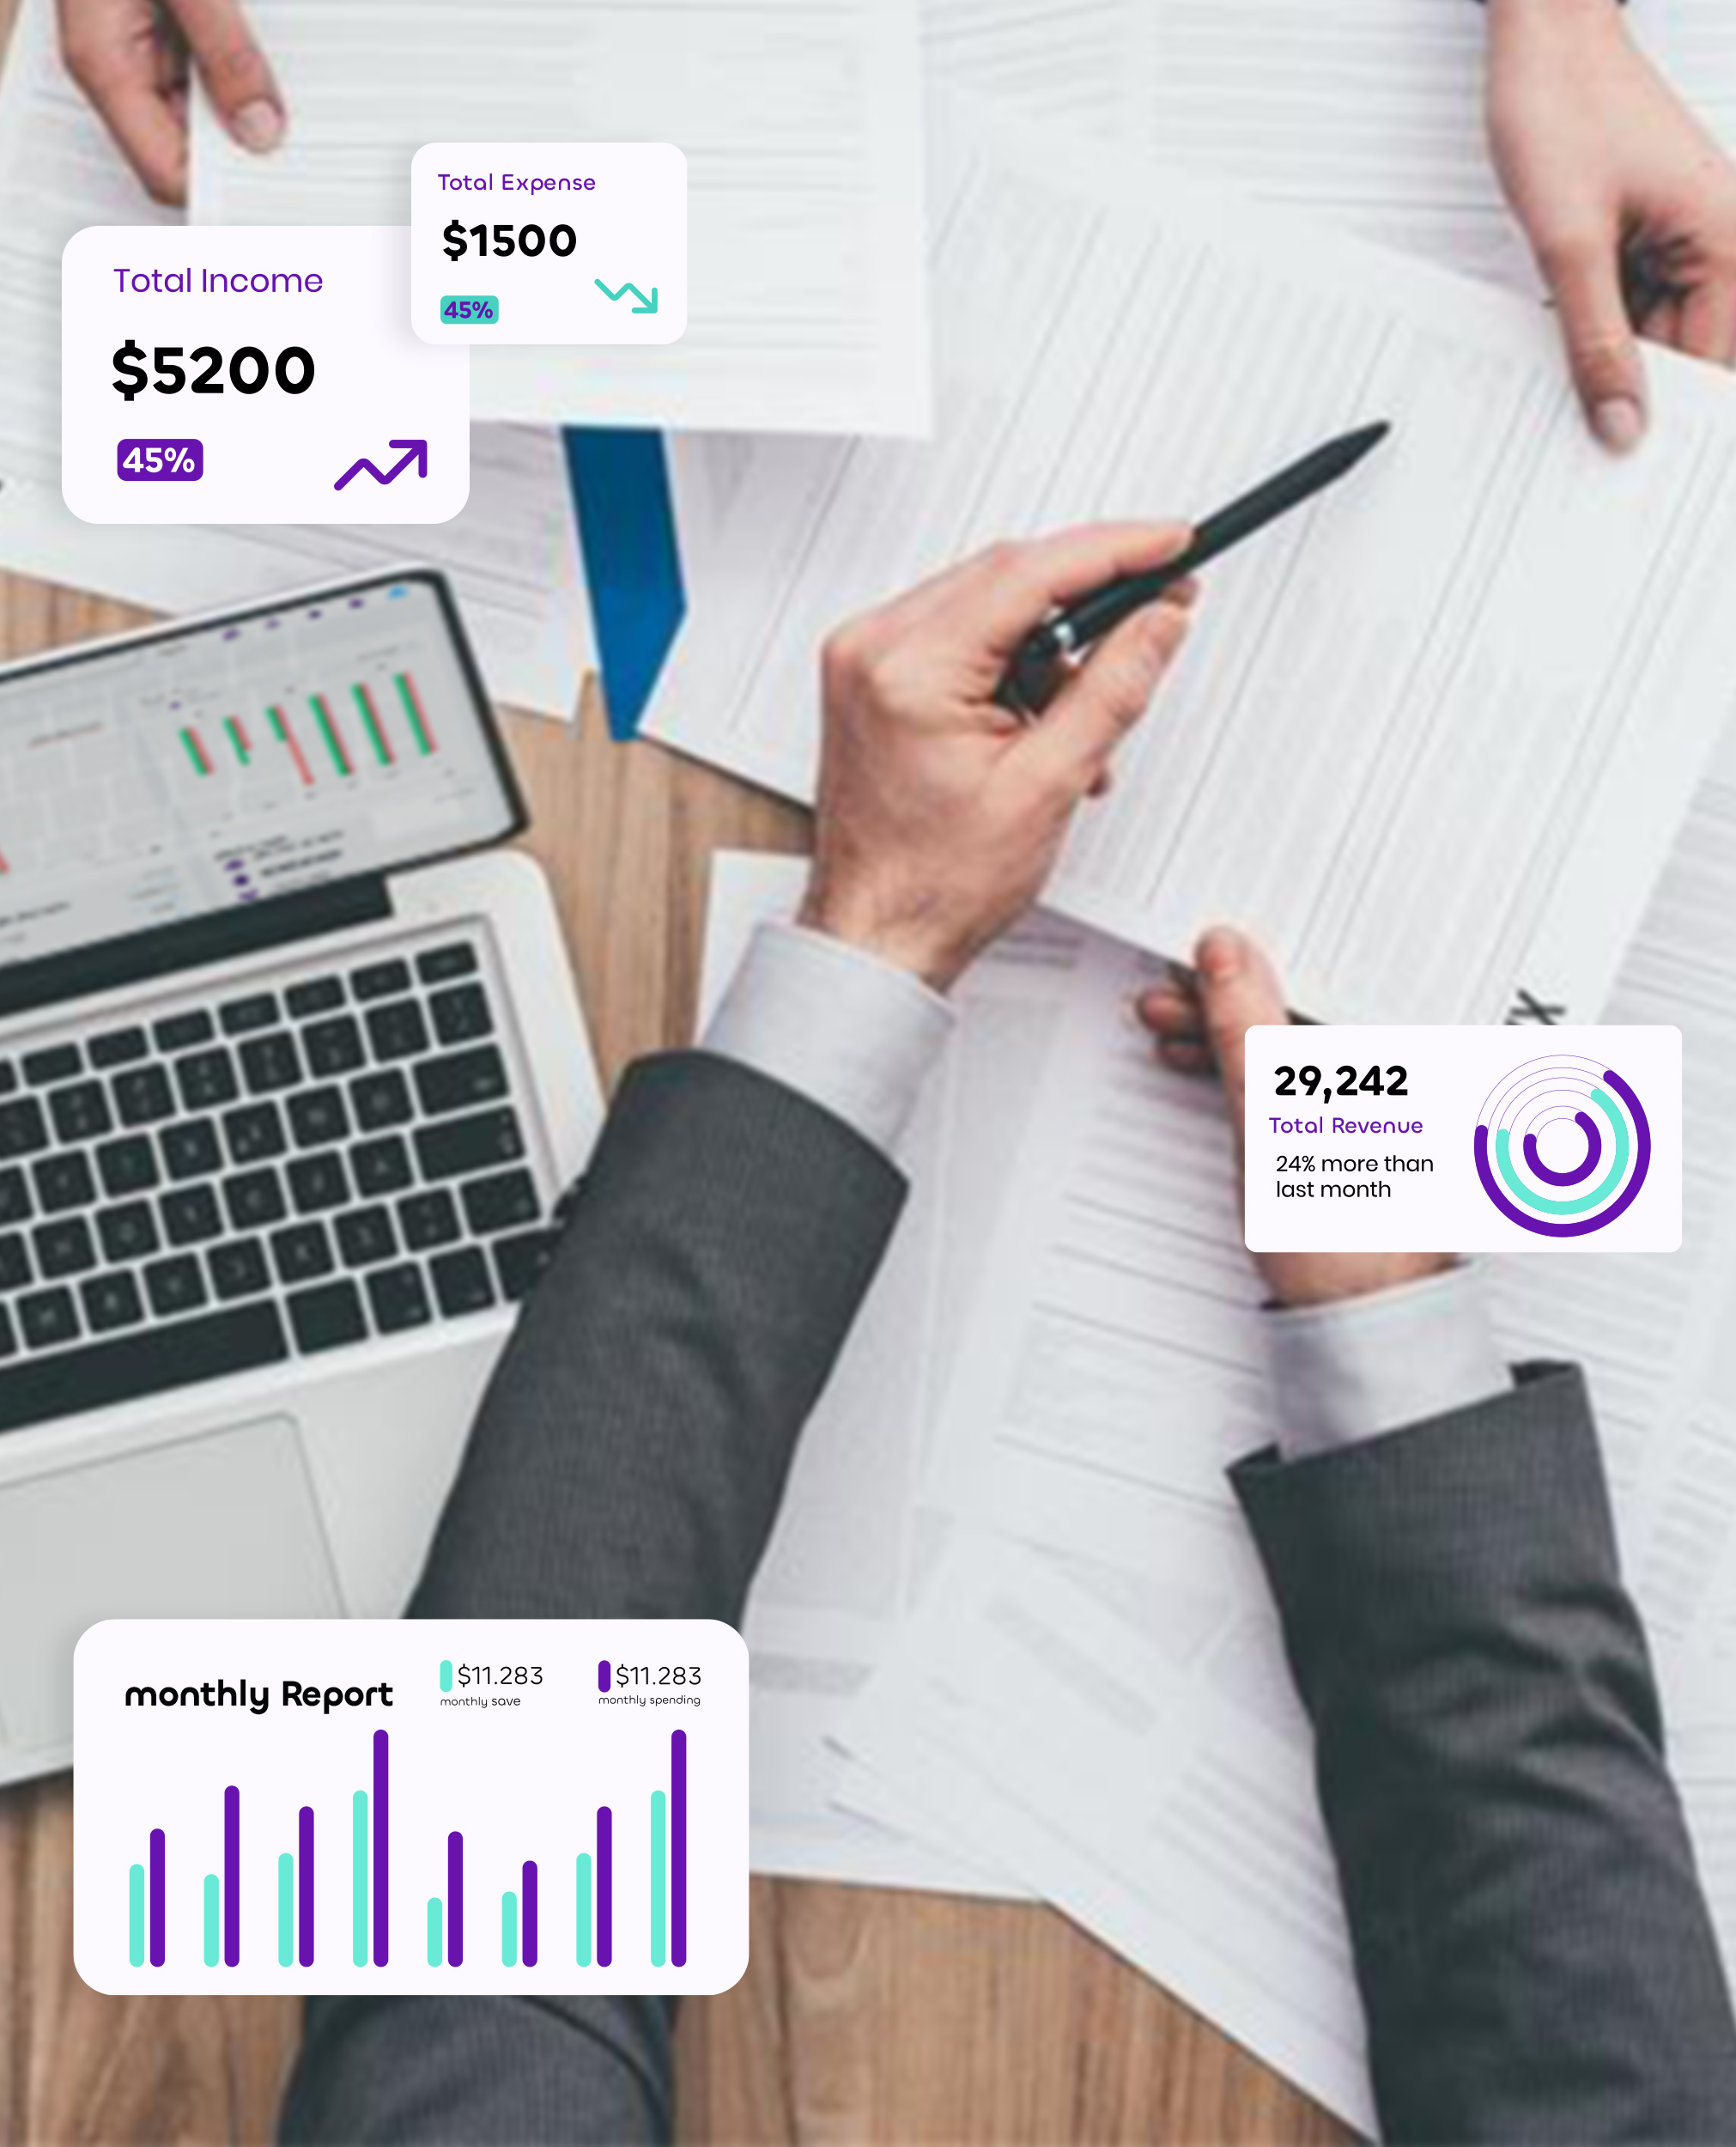 Total Expense
$1500
45%
Total Income
$5200
45%
29,242
Total Revenue
24% more than
last month
monthly Report
$11.283
monthly save
$11.283
monthly spending